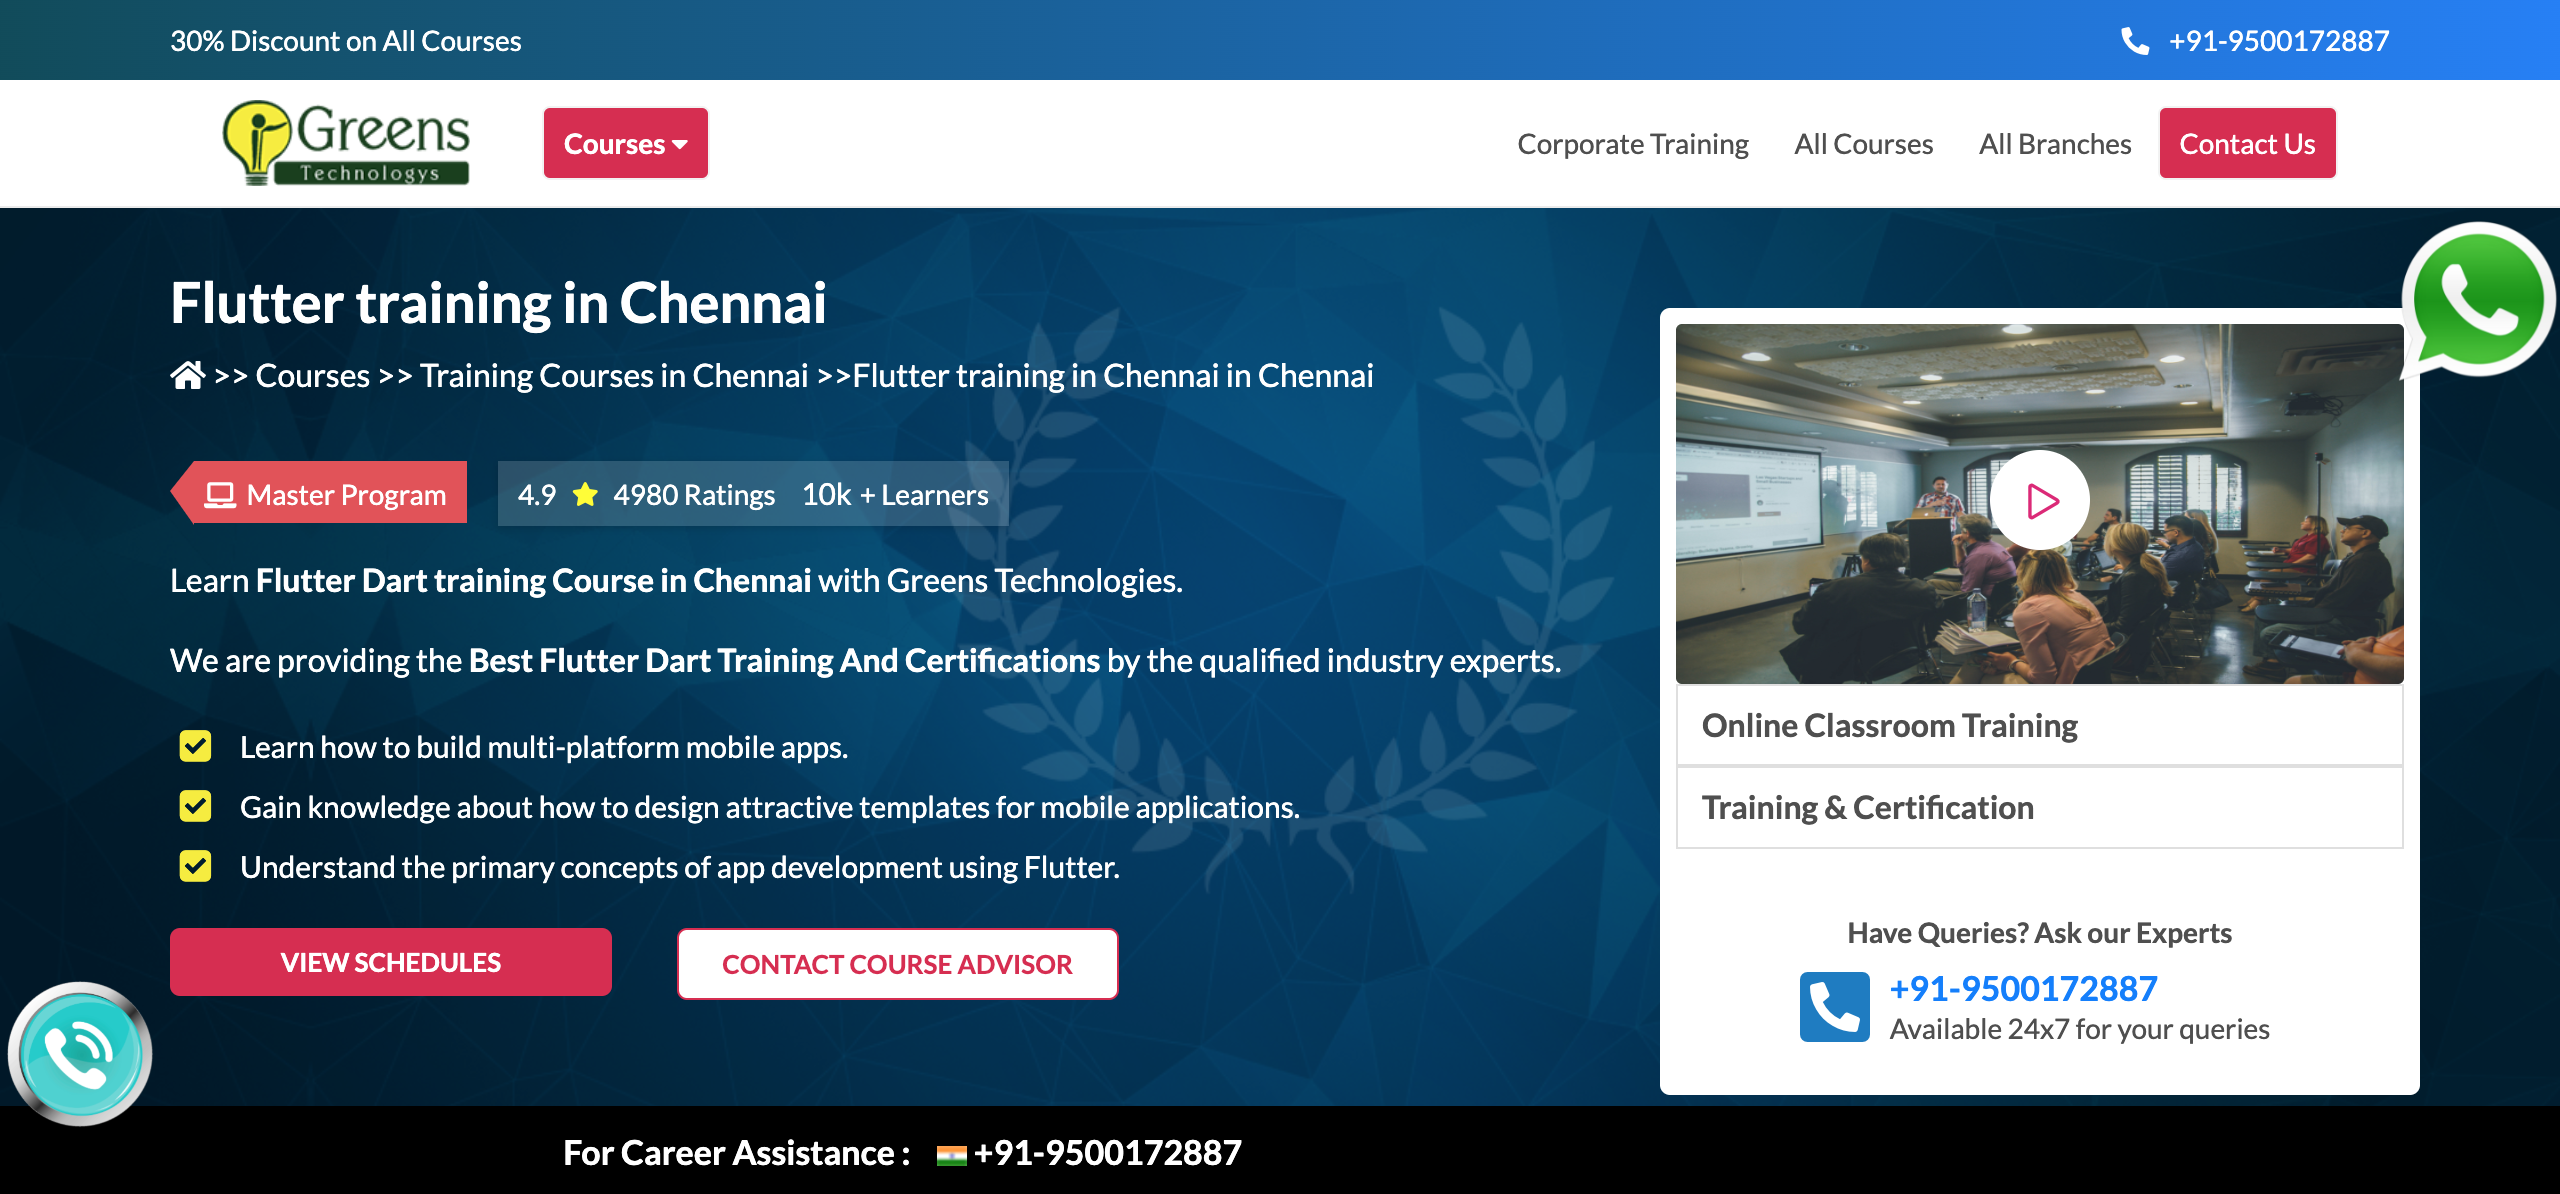 30% Discount on All Courses
+91-9500172887
Greens
Technologys
Courses
Corporate Training
All Courses
All Branches
Contact Us
Flutter training in Chennai
>> Courses >> Training Courses in Chennai >>Flutter training in Chennai in Chennai
Master Program
4.9 4980 Ratings 10k + Learners
Learn Flutter Dart training Course in Chennai with Greens Technologies.
We are providing the Best Flutter Dart Training And Certifications by the qualified industry experts.
Learn how to build multi-platform mobile apps.
Gain knowledge about how to design attractive templates for mobile applications.
Understand the primary concepts of app development using Flutter.
VIEW SCHEDULES
CONTACT COURSE ADVISOR
Online Classroom Training
Training & Certification
Have Queries? Ask our Experts
+91-9500172887
Available 24x7 for your queries
For Career Assistance : +91-9500172887